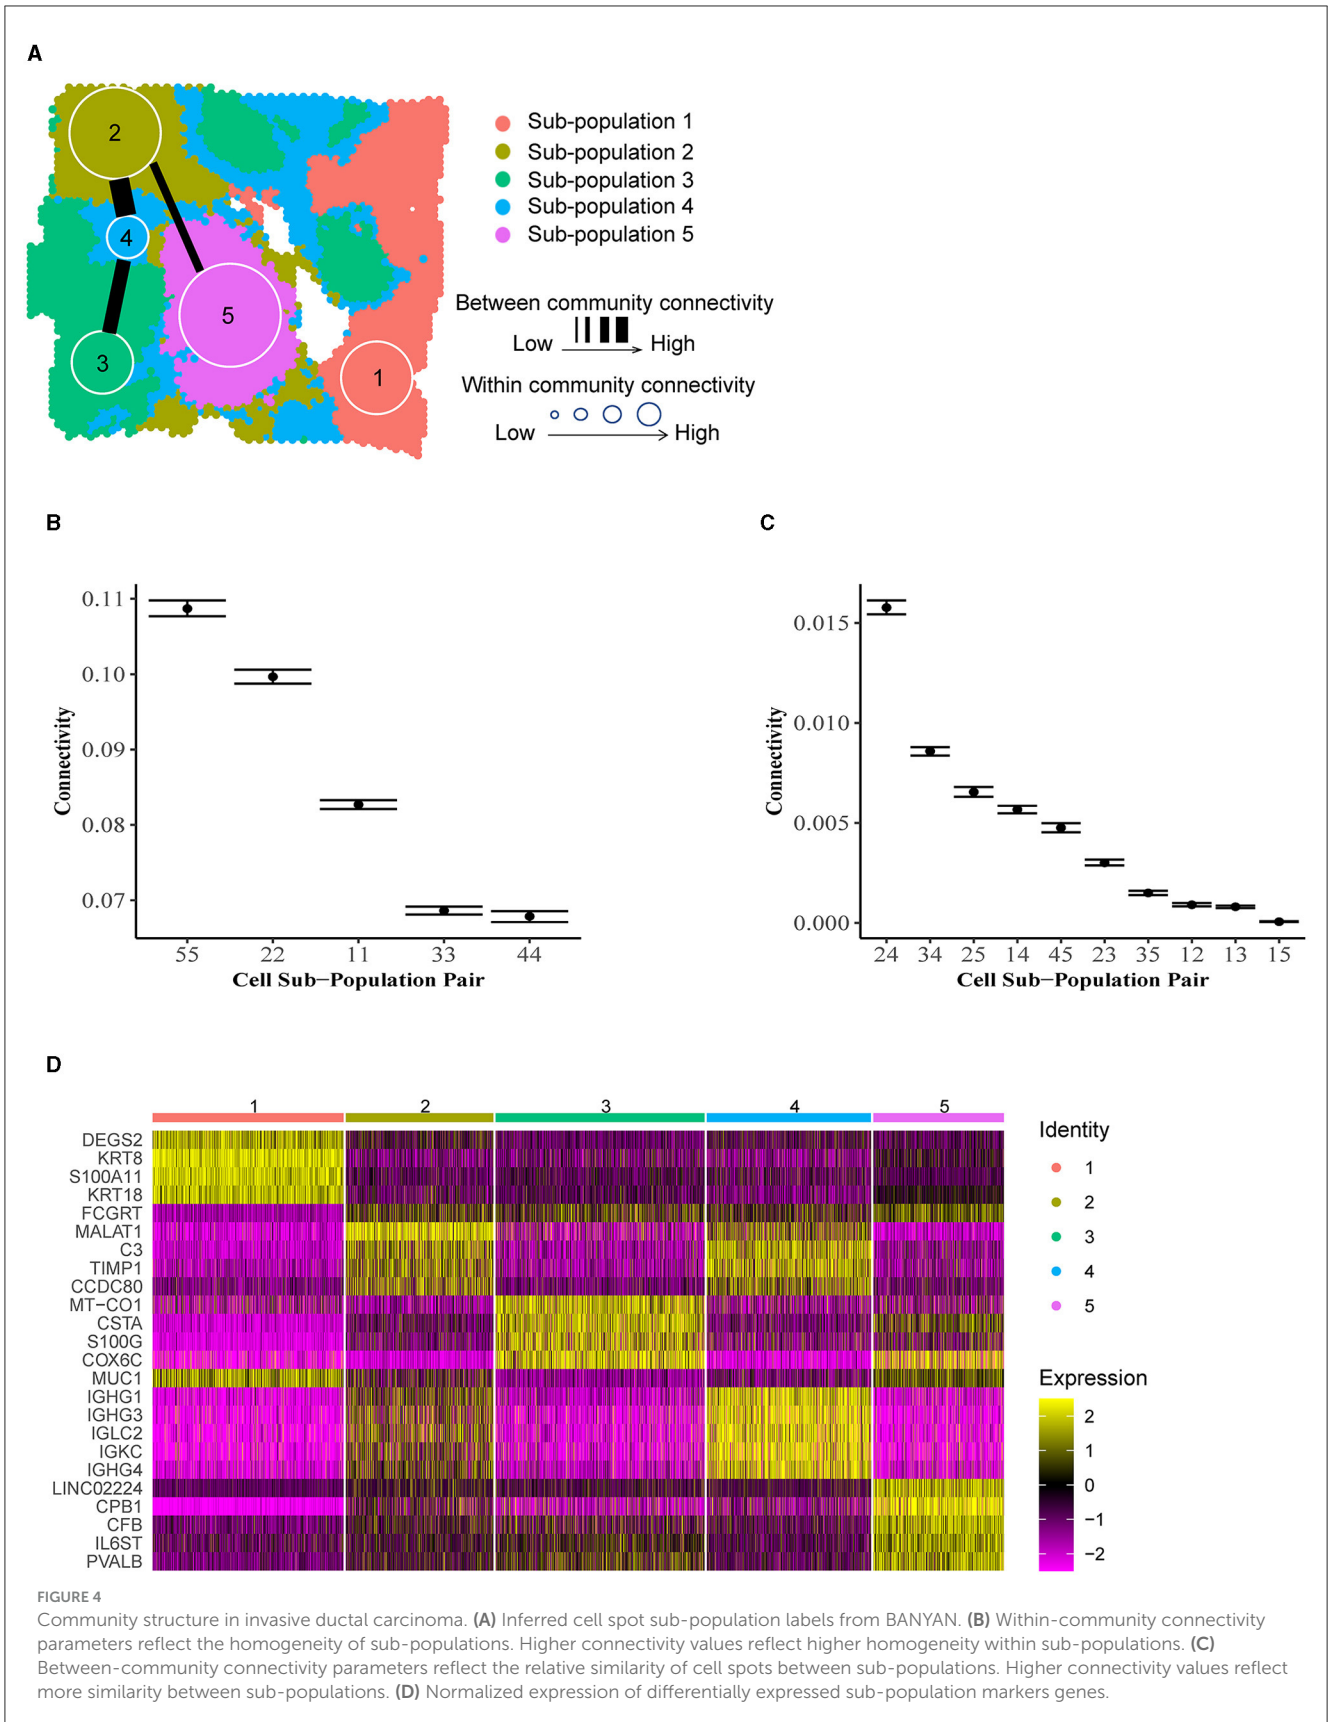 A
2
4
5
3
1
Sub-population 1
Sub-population 2
Sub-population 3
Sub-population 4
Sub-population 5
Between community connectivity
Low High
Within community connectivity
Low High
B
Connectivity
0.11
0.10
0.09
0.08
0.07
55 22 11 33 44
Cell Sub−Population Pair
C
Connectivity
0.015
0.010
0.005
0.000
24 34 25 14 45 23 35 12 13 15
Cell Sub−Population Pair
D
1 2 3 4 5
DEGS2
KRT8
S100A11
KRT18
FCGRT
MALAT1
C3
TIMP1
CCDC80
MT−CO1
CSTA
S100G
COX6C
MUC1
IGHG1
IGHG3
IGLC2
IGKC
IGHG4
LINC02224
CPB1
CFB
IL6ST
PVALB
Identity
1
2
3
4
5
Expression
2
1
0
−1
−2
FIGURE 4
Community structure in invasive ductal carcinoma. (A) Inferred cell spot sub-population labels from BANYAN. (B) Within-community connectivity
parameters reflect the homogeneity of sub-populations. Higher connectivity values reflect higher homogeneity within sub-populations. (C)
Between-community connectivity parameters reflect the relative similarity of cell spots between sub-populations. Higher connectivity values reflect
more similarity between sub-populations. (D) Normalized expression of differentially expressed sub-population markers genes.